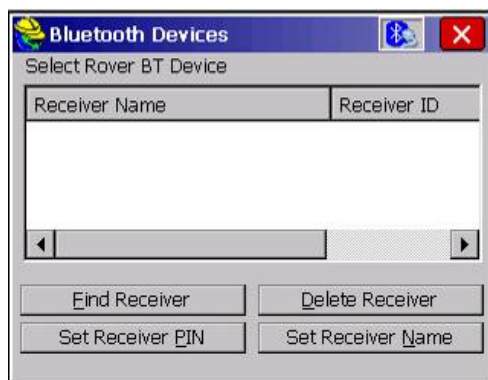 Bluetooth Devices
Select Rover BT Device
Receiver Name Receiver ID
Find Receiver Delete Receiver
Set Receiver PIN Set Receiver Name